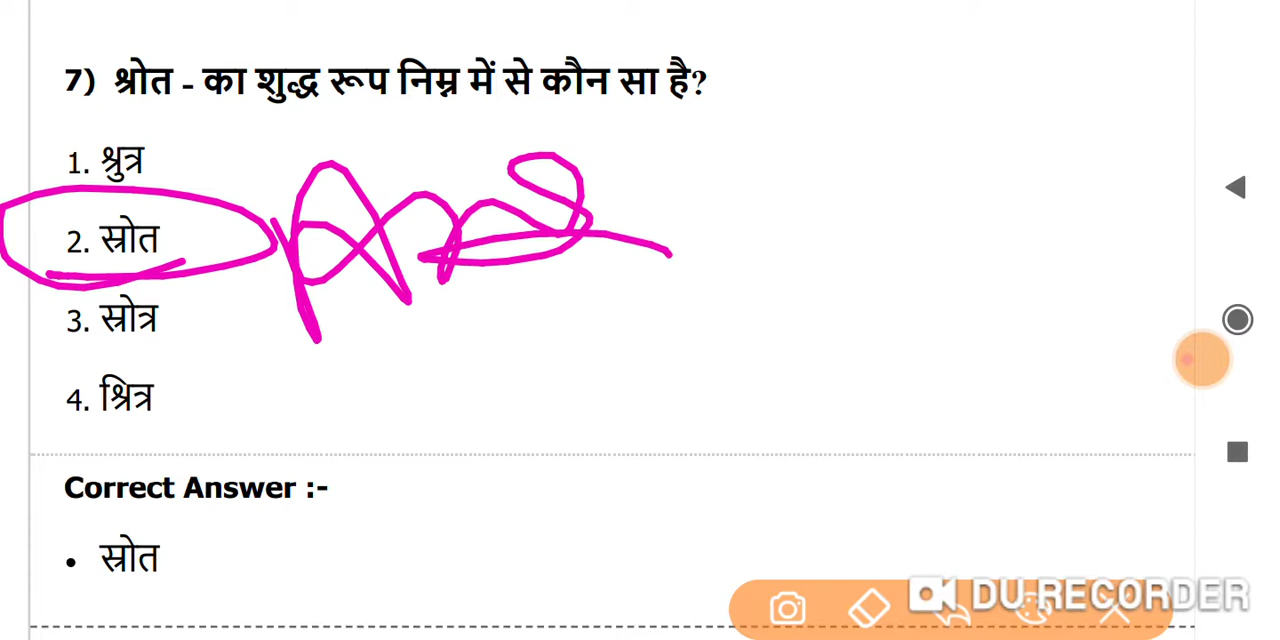 7) श्रोत - का शुद्ध रूप निम्न में से कौन सा है?
1. श्रुत्र
2. स्रोत
3. स्रोत्र
4. श्रित्र
Correct Answer :-
• स्रोत
DU RECORDER